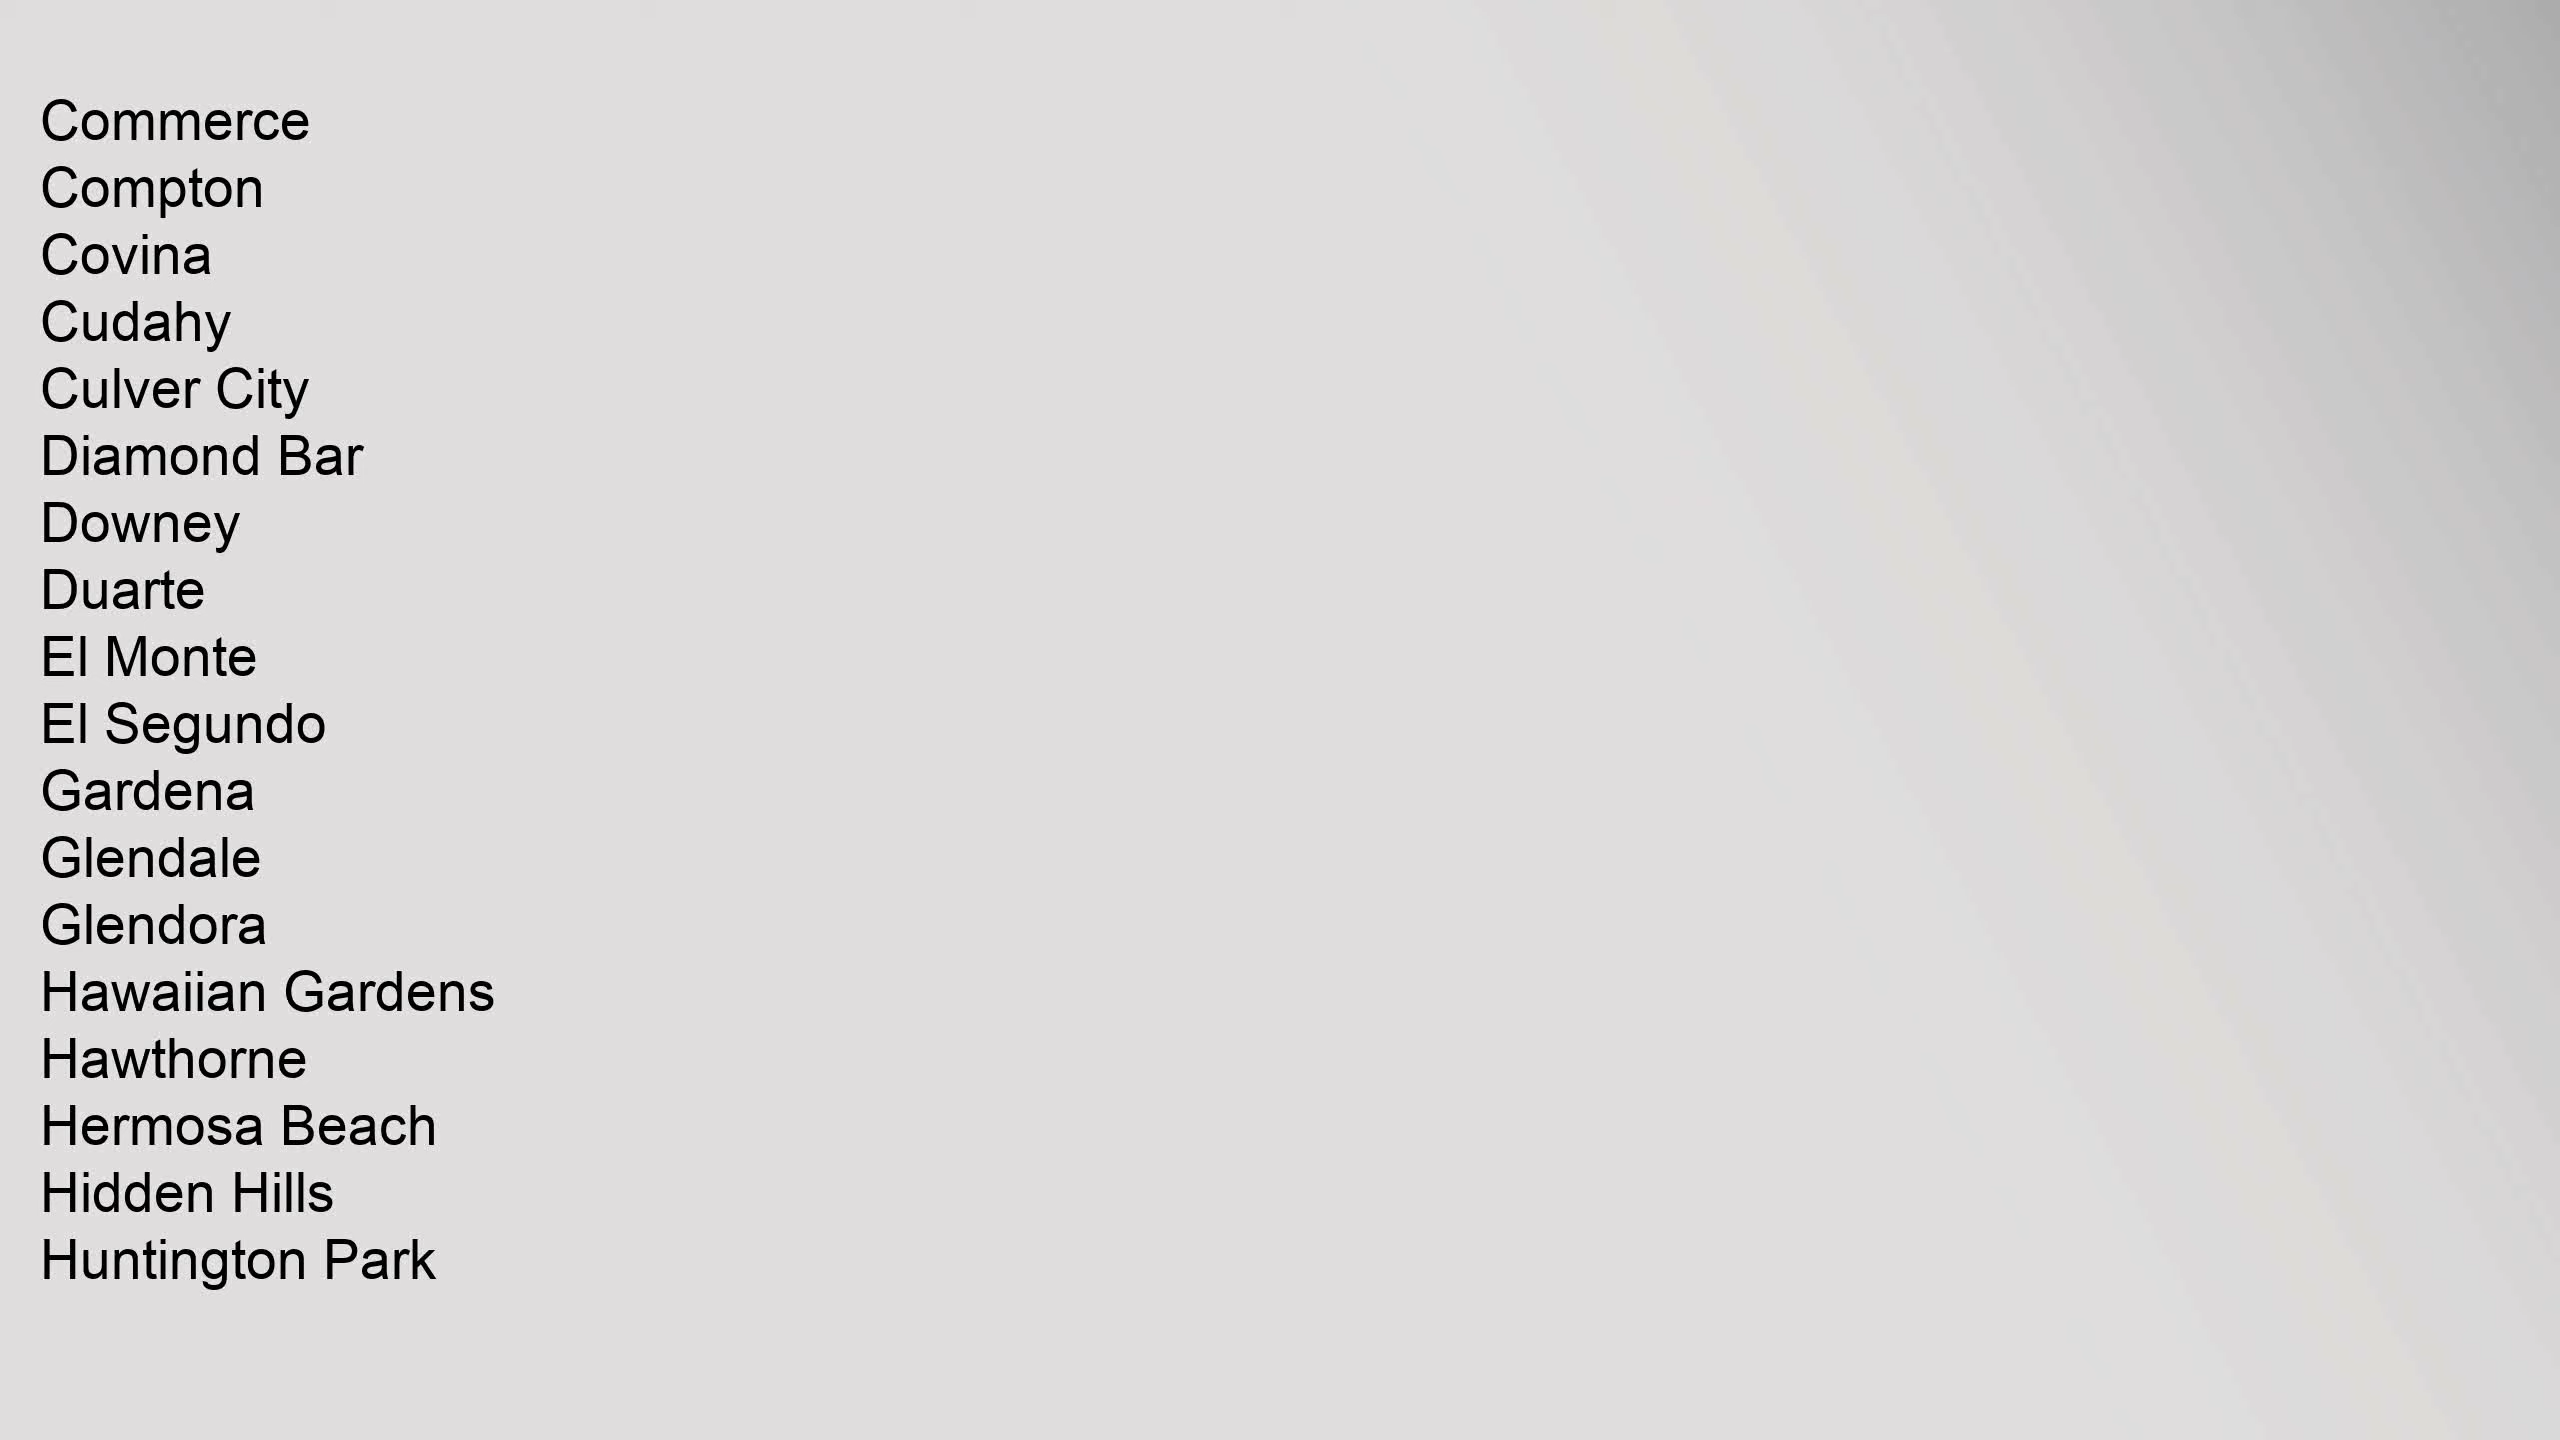 Commerce
Compton
Covina
Cudahy
Culver City
Diamond Bar
Downey
Duarte
El Monte
El Segundo
Gardena
Glendale
Glendora
Hawaiian Gardens
Hawthorne
Hermosa Beach
Hidden Hills
Huntington Park